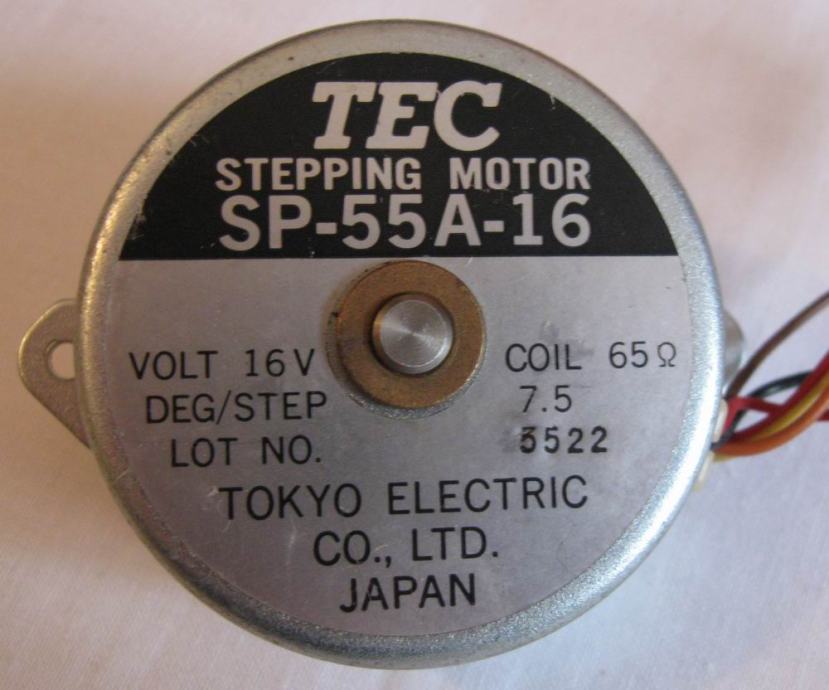 TEC
STEPPING MOTOR
SP-55A-16
VOLT 16V COIL 65Ω
DEG/STEP 7.5
LOT NO. 3522
TOKYO ELECTRIC
CO., LTD.
JAPAN